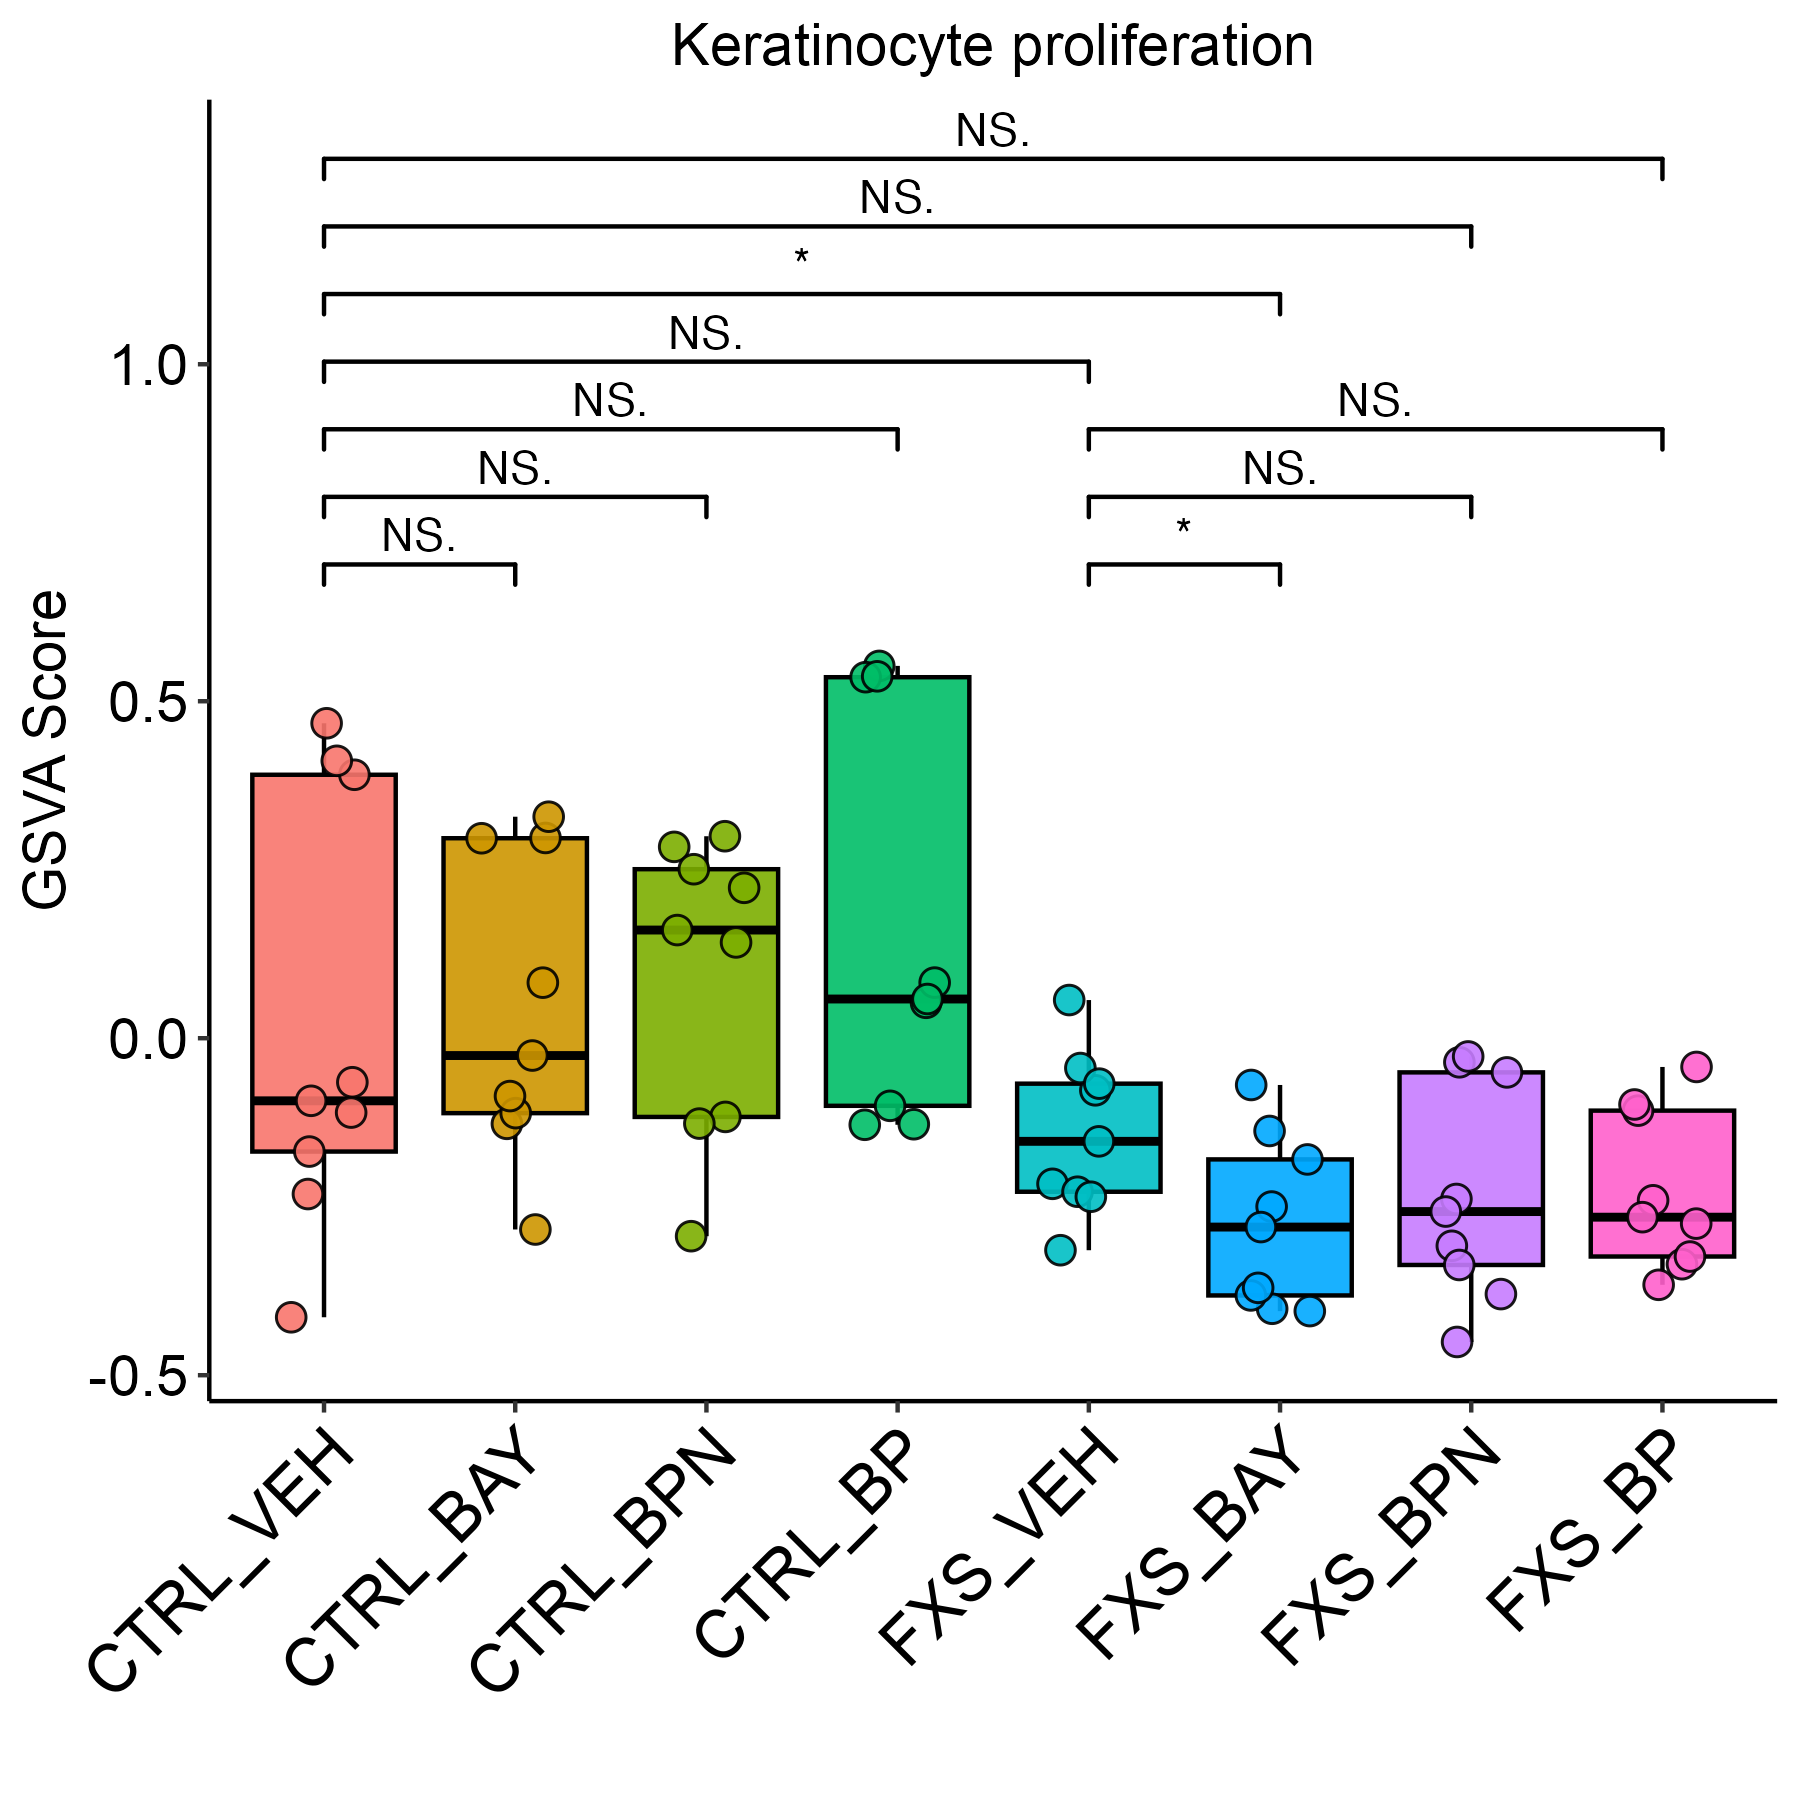 Keratinocyte proliferation
NS.
NS.
*
NS.
NS. NS.
NS. NS.
NS. *
GSVA Score
1.0
0.5
0.0
-0.5
CTRL_VEH
CTRL_BAY
CTRL_BPN
CTRL_BP
FXS_VEH
FXS_BAY
FXS_BPN
FXS_BP